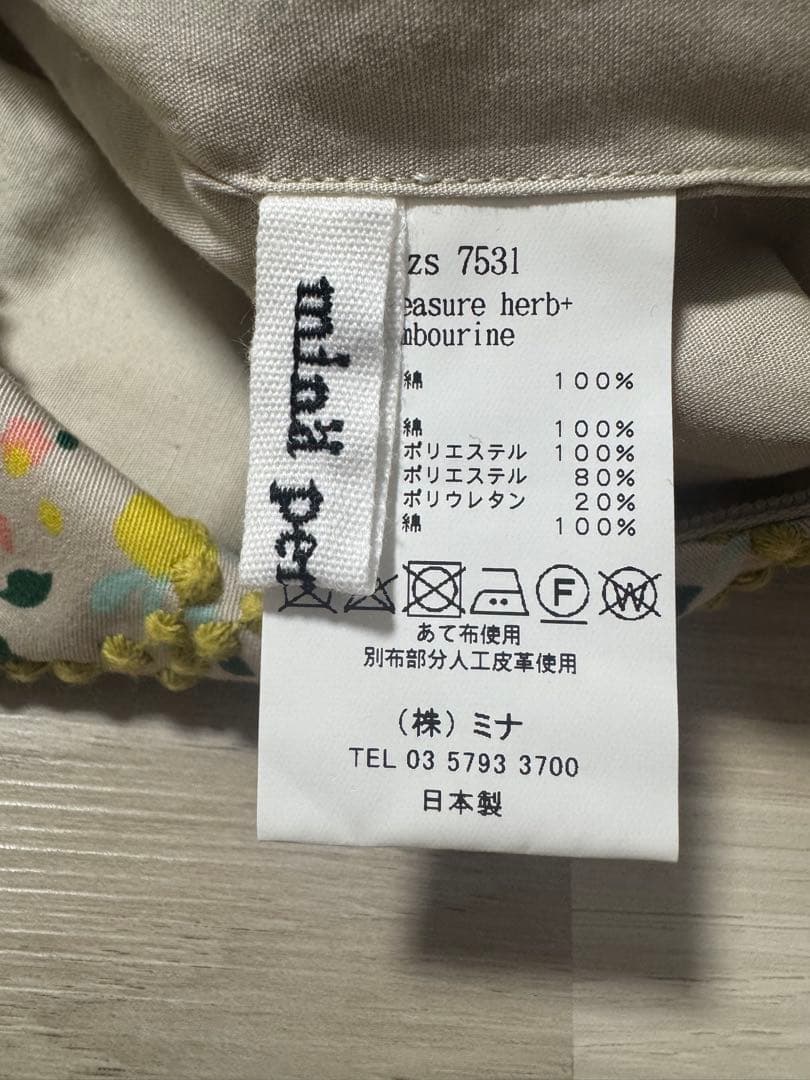 minä per
zs 7531
easure herb+
mbourine
綿 100%
綿 100%
ポリエステル 100%
ポリエステル 80%
ポリウレタン 20%
綿 100%
F W
あて布使用
別布部分人工皮革使用
(株) ミナ
TEL 03 5793 3700
日本製